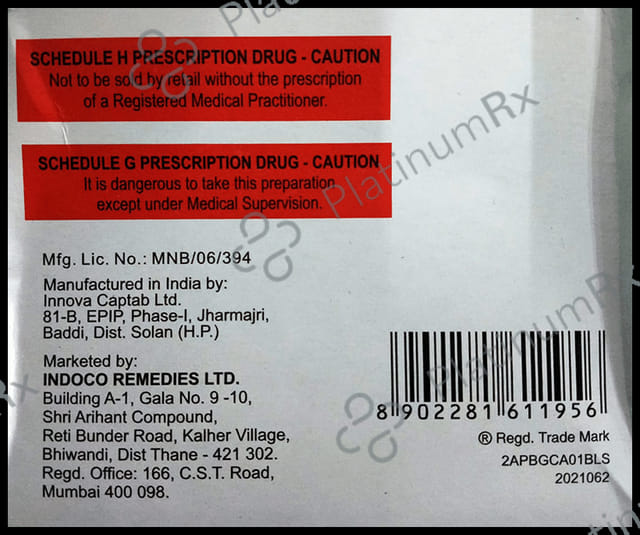 SCHEDULE H PRESCRIPTION DRUG - CAUTION
Not to be sold by retail without the prescription
of a Registered Medical Practitioner.
SCHEDULE G PRESCRIPTION DRUG - CAUTION
It is dangerous to take this preparation
except under Medical Supervision.
Mfg. Lic. No.: MNB/06/394
Manufactured in India by:
Innova Captab Ltd.
81-B, EPIP, Phase-I, Jharmajri,
Baddi, Dist. Solan (H.P.)
Marketed by:
INDOCO REMEDIES LTD.
Building A-1, Gala No. 9 -10,
Shri Arihant Compound,
Reti Bunder Road, Kalher Village,
Bhiwandi, Dist Thane - 421 302.
Regd. Office: 166, C.S.T. Road,
Mumbai 400 098.
8 902281 611956
® Regd. Trade Mark
2APBGCA01BLS
2021062
PlatinumRx
PlatinumRx